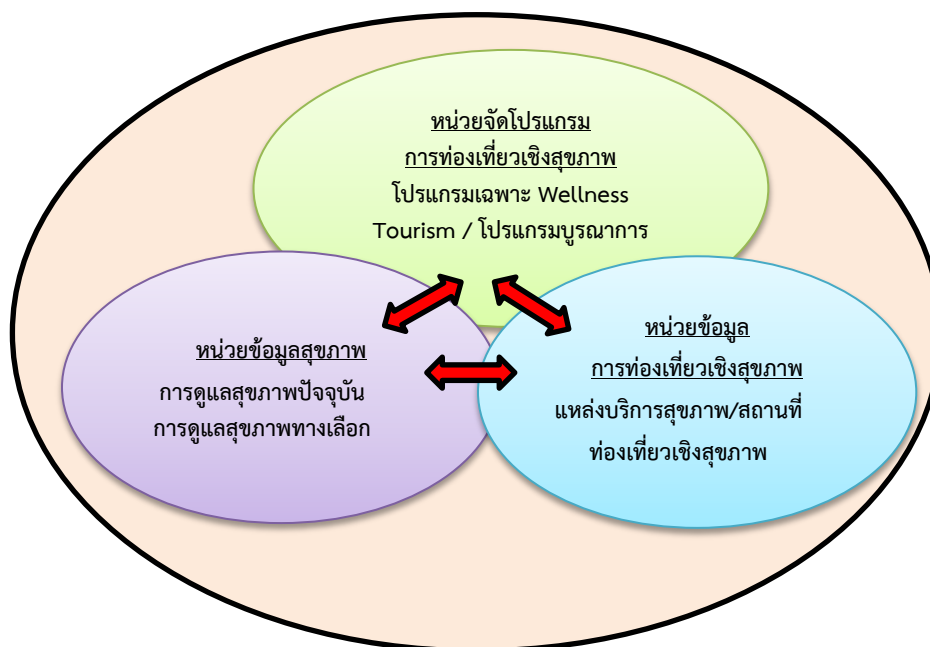 หน่วยจัดโปรแกรม
การท่องเที่ยวเชิงสุขภาพ
โปรแกรมเฉพาะ Wellness
Tourism / โปรแกรมบูรณาการ
หน่วยข้อมูลสุขภาพ
การดูแลสุขภาพปัจจุบัน
การดูแลสุขภาพทางเลือก
หน่วยข้อมูล
การท่องเที่ยวเชิงสุขภาพ
แหล่งบริการสุขภาพ/สถานที่
ท่องเที่ยวเชิงสุขภาพ